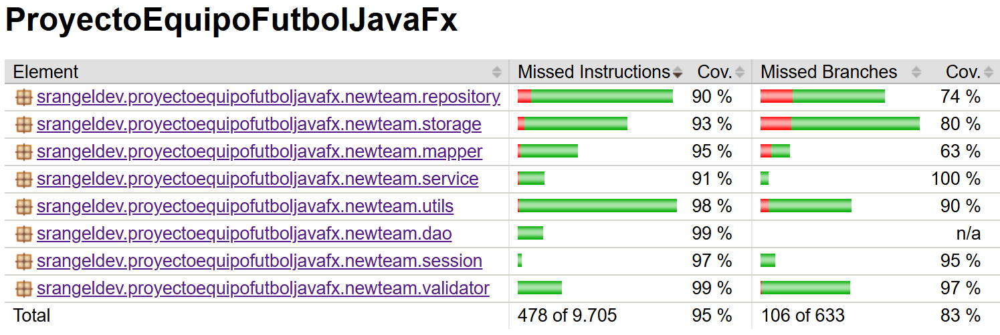 ProyectoEquipoFutbolJavaFx
Element Missed Instructions Cov. Missed Branches Cov.
srangeldev.proyectoequipofutboljavafx.newteam.repository 90 % 74 %
srangeldev.proyectoequipofutboljavafx.newteam.storage 93 % 80 %
srangeldev.proyectoequipofutboljavafx.newteam.mapper 95 % 63 %
srangeldev.proyectoequipofutboljavafx.newteam.service 91 % 100 %
srangeldev.proyectoequipofutboljavafx.newteam.utils 98 % 90 %
srangeldev.proyectoequipofutboljavafx.newteam.dao 99 % n/a
srangeldev.proyectoequipofutboljavafx.newteam.session 97 % 95 %
srangeldev.proyectoequipofutboljavafx.newteam.validator 99 % 97 %
Total 478 of 9.705 95 % 106 of 633 83 %